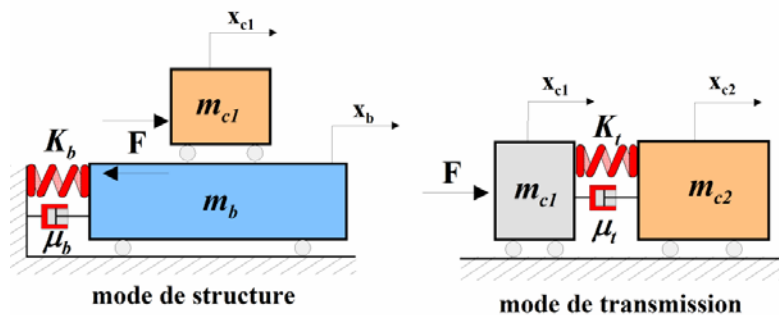 x_c1
m_c1
F
x_b
K_b
m_b
μ_b
mode de structure
x_c1
x_c2
K_t
F
m_c1
m_c2
μ_t
mode de transmission